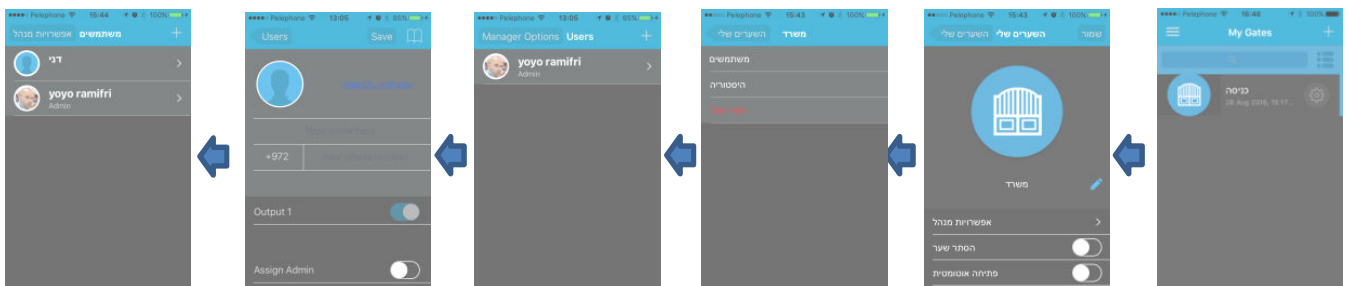 Pelephone 16:46 100%
My Gates +
כניסה
28 Aug 2016, 15:17...
Pelephone 15:43 100%
שמור השערים שלי השערים שלי
משרד
אפשרויות מנהל
הסתר שער
פתיחה אוטומטית
Pelephone 15:43 100%
משרד השערים שלי
משתמשים
היסטוריה
Pelephone 13:05 85%
Manager Options Users +
yoyo ramifri
Admin
Pelephone 13:05 85%
Users Save
+972
Output 1
Assign Admin
Pelephone 15:44 100%
+ משתמשים אפשרויות מנהל
דני
yoyo ramifri
Admin